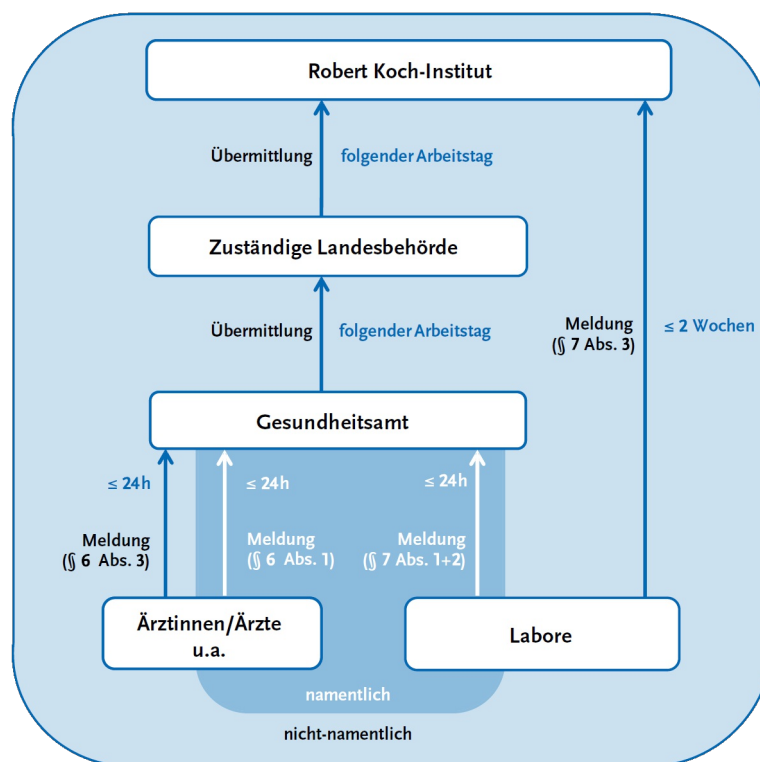 Robert Koch-Institut
Übermittlung folgender Arbeitstag
Zuständige Landesbehörde
Übermittlung folgender Arbeitstag
Meldung
(§ 7 Abs. 3)
≤ 2 Wochen
Gesundheitsamt
≤ 24h
≤ 24h
≤ 24h
Meldung
(§ 6 Abs. 3)
Meldung
(§ 6 Abs. 1)
Meldung
(§ 7 Abs. 1+2)
Ärztinnen/Ärzte
u.a.
Labore
namentlich
nicht-namentlich